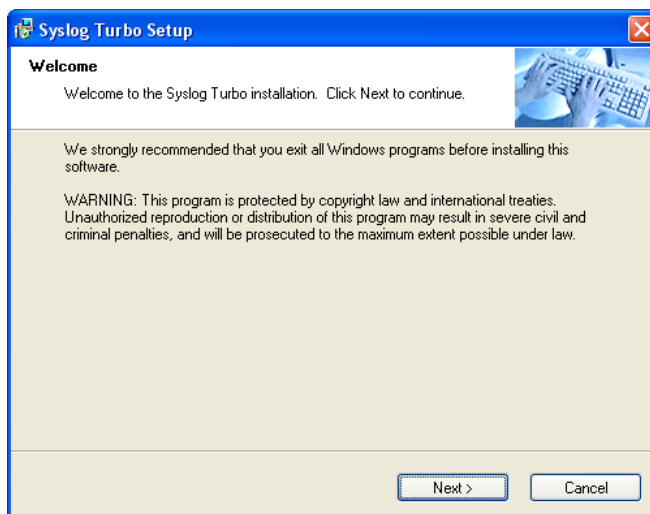 Syslog Turbo Setup
Welcome
Welcome to the Syslog Turbo installation. Click Next to continue.
We strongly recommended that you exit all Windows programs before installing this
software.
WARNING: This program is protected by copyright law and international treaties.
Unauthorized reproduction or distribution of this program may result in severe civil and
criminal penalties, and will be prosecuted to the maximum extent possible under law.
Next >
Cancel